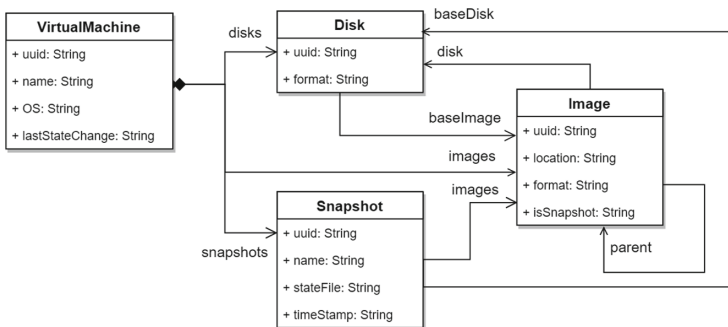 VirtualMachine
+ uuid: String
+ name: String
+ OS: String
+ lastStateChange: String
disks
Disk
+ uuid: String
+ format: String
baseDisk
disk
baseImage
images
Image
+ uuid: String
+ location: String
+ format: String
+ isSnapshot: String
parent
images
snapshots
Snapshot
+ uuid: String
+ name: String
+ stateFile: String
+ timeStamp: String